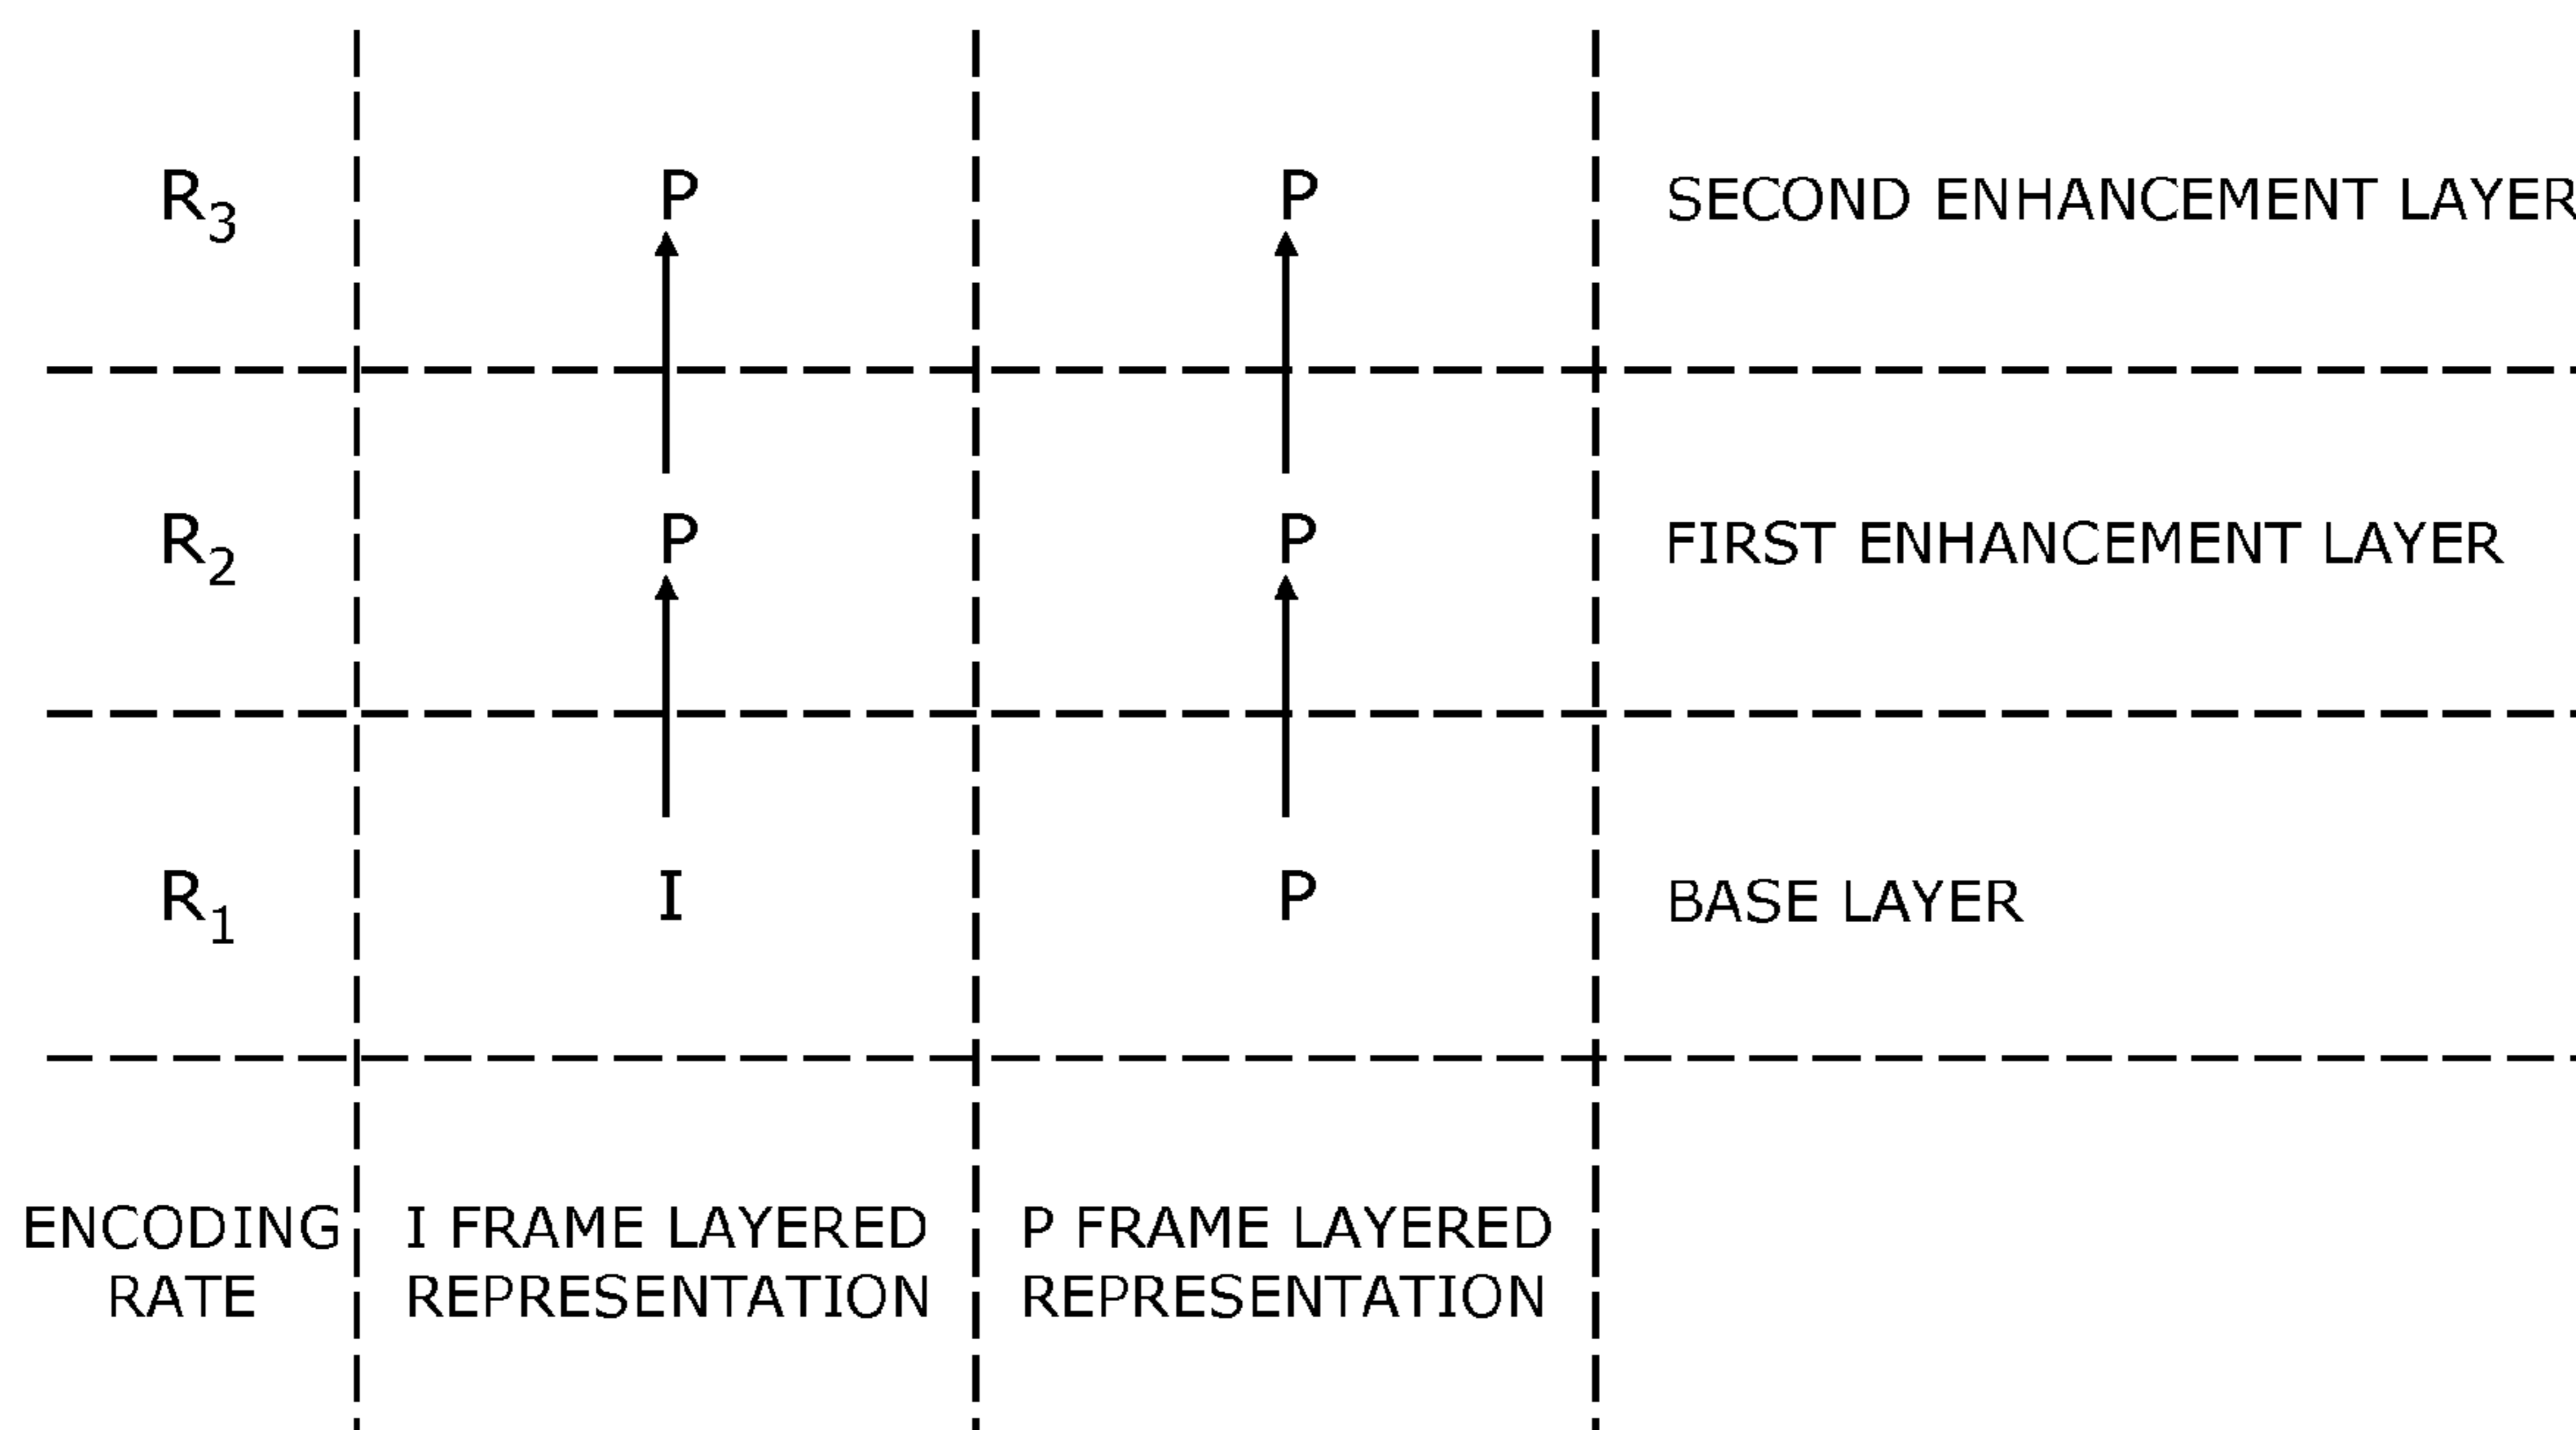 R3 P P SECOND ENHANCEMENT LAYER
R2 P P FIRST ENHANCEMENT LAYER
R1 I P BASE LAYER
ENCODING I FRAME LAYERED P FRAME LAYERED
RATE REPRESENTATION REPRESENTATION